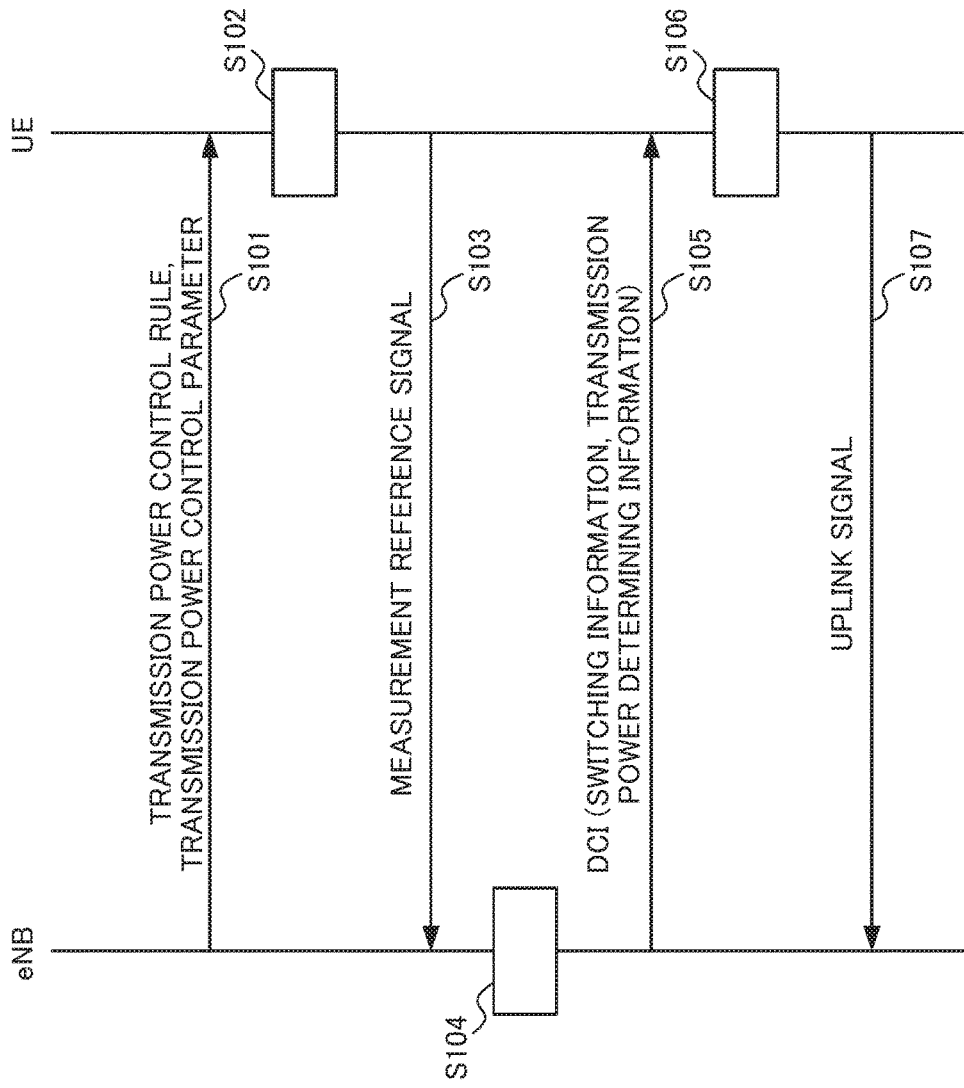 eNB
UE
TRANSMISSION POWER CONTROL RULE,
TRANSMISSION POWER CONTROL PARAMETER
S101
S102
MEASUREMENT REFERENCE SIGNAL
S103
S104
DCI (SWITCHING INFORMATION, TRANSMISSION
POWER DETERMINING INFORMATION)
S105
S106
UPLINK SIGNAL
S107